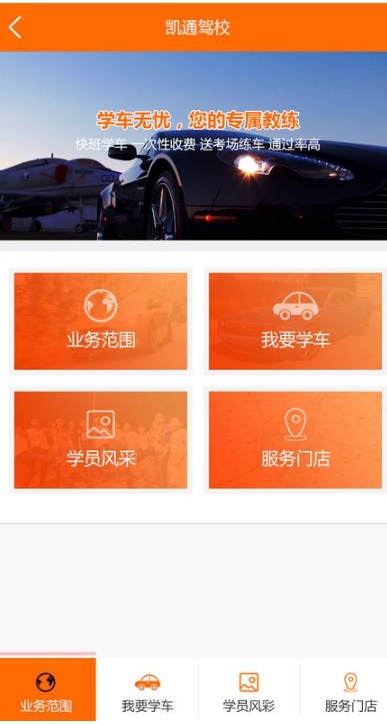 凯通驾校
学车无忧，您的专属教练
快班学车 一次性收费 送考场练车 通过率高
业务范围
我要学车
学员风采
服务门店
业务范围
我要学车
学员风彩
服务门店